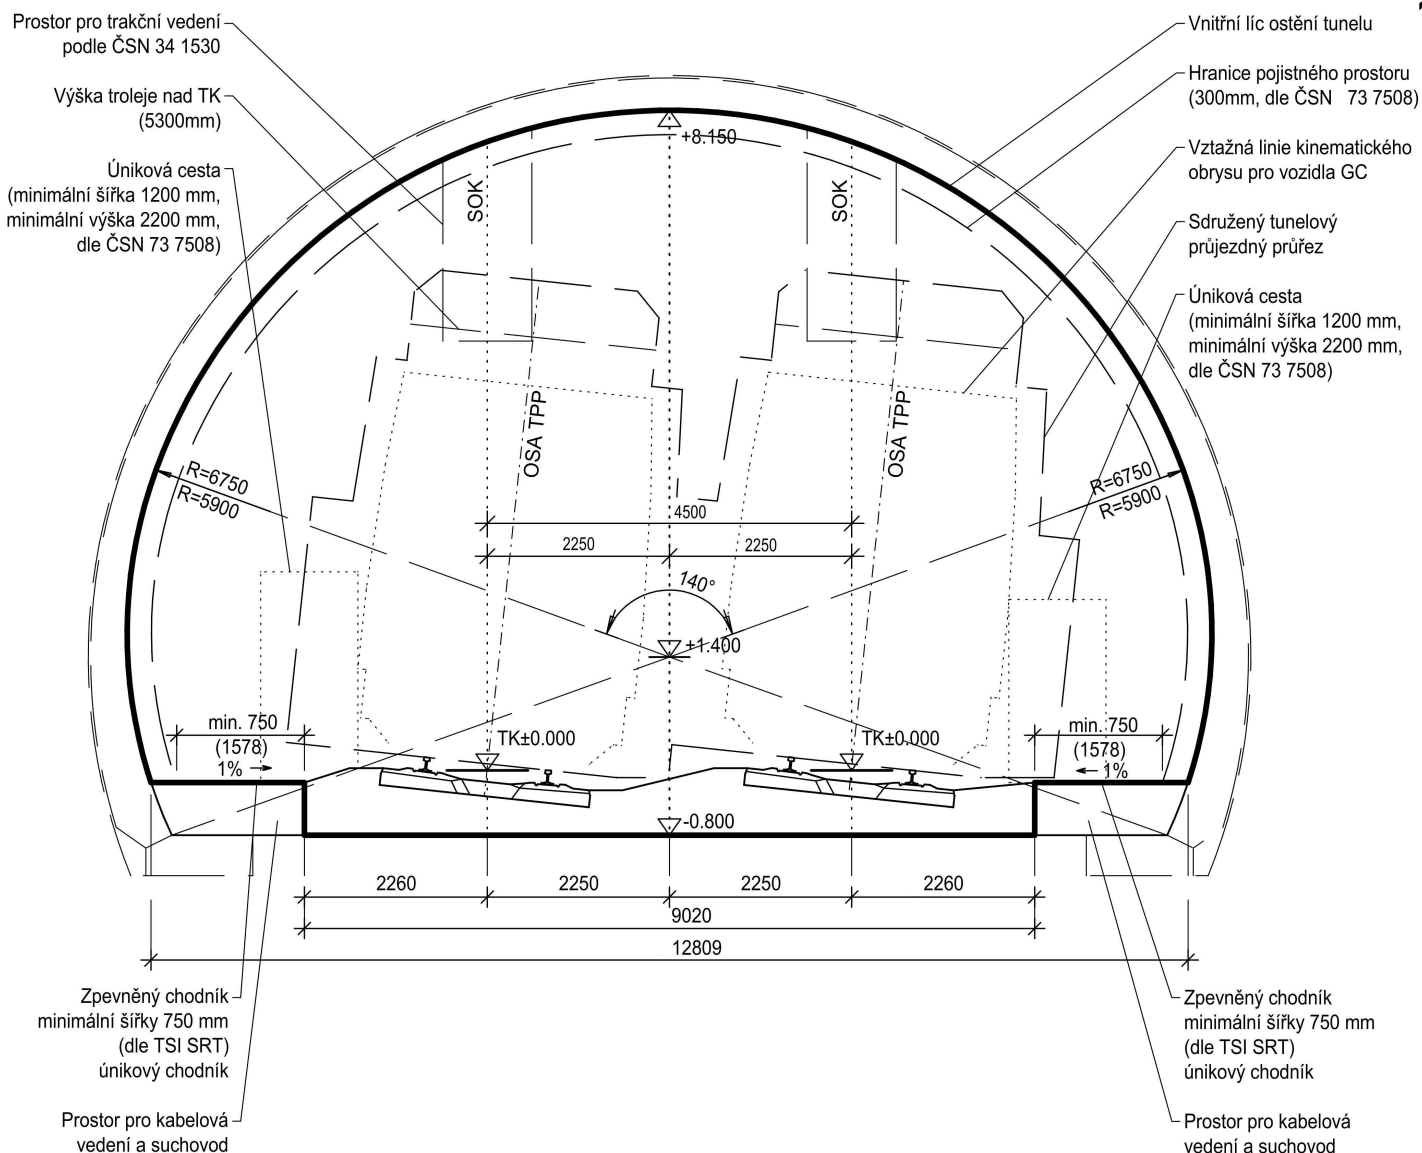 Prostor pro trakční vedení
podle ČSN 34 1530
Výška troleje nad TK
(5300mm)
Úniková cesta
(minimální šířka 1200 mm,
minimální výška 2200 mm,
dle ČSN 73 7508)
Vnitřní líc ostění tunelu
Hranice pojistného prostoru
(300mm, dle ČSN 73 7508)
Vztažná linie kinematického
obrysu pro vozidla GC
Sdružený tunelový
průjezdný průřez
Úniková cesta
(minimální šířka 1200 mm,
minimální výška 2200 mm,
dle ČSN 73 7508)
+8.150
SOK
SOK
OSA TPP
OSA TPP
R=6750
R=5900
R=6750
R=5900
4500
2250
2250
140°
+1.400
min. 750
(1578)
1%
TK±0.000
TK±0.000
min. 750
(1578)
1%
-0.800
2260
2250
2250
2260
9020
12809
Zpevněný chodník
minimální šířky 750 mm
(dle TSI SRT)
únikový chodník
Prostor pro kabelová
vedení a suchovod
Zpevněný chodník
minimální šířky 750 mm
(dle TSI SRT)
únikový chodník
Prostor pro kabelová
vedení a suchovod